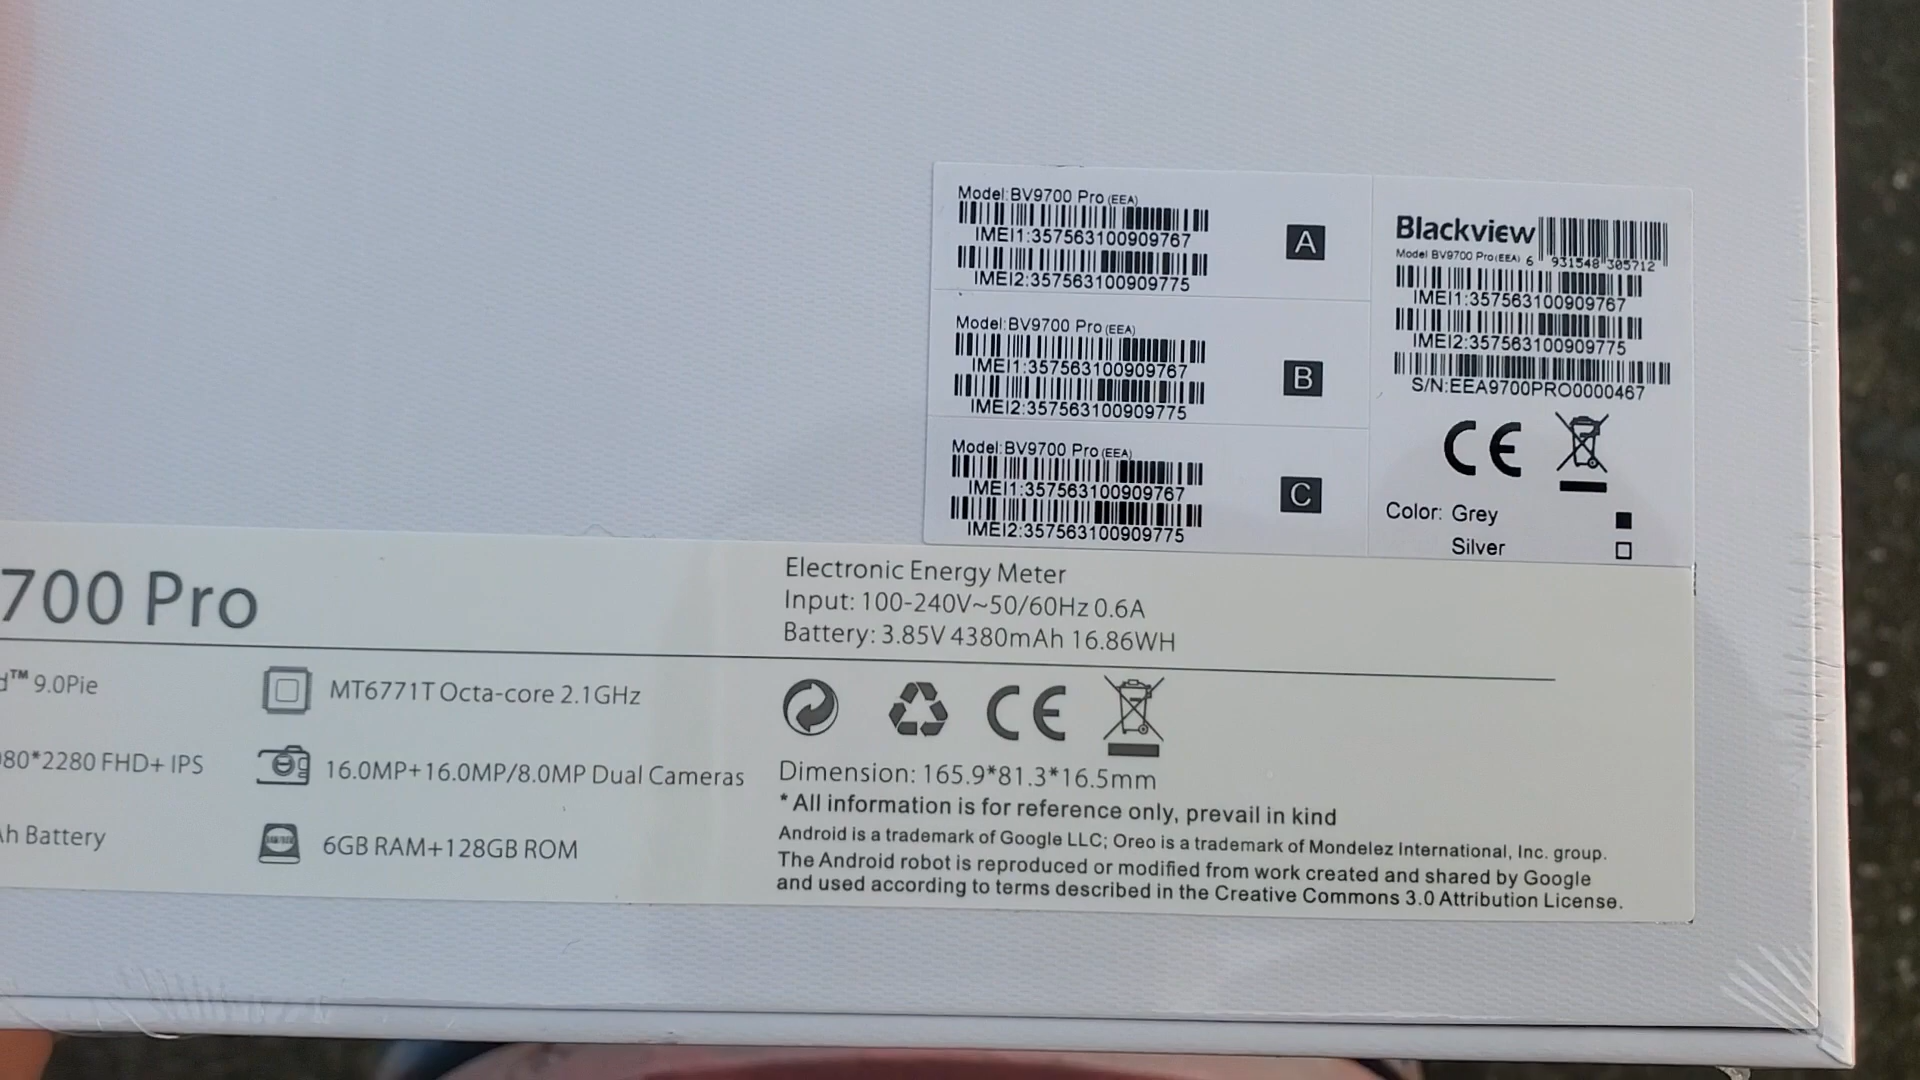 Model:BV9700 Pro(EEA)
IMEI1:357563100909767
IMEI2:357563100909775
A
Model:BV9700 Pro(EEA)
IMEI1:357563100909767
IMEI2:357563100909775
B
Model:BV9700 Pro(EEA)
IMEI1:357563100909767
IMEI2:357563100909775
C
Blackview
Model BV9700 Pro(EEA) 6 931548 305712
IMEI1:357563100909767
IMEI2:357563100909775
S/N:EEA9700PRO0000467
CE
Color: Grey
Silver
700 Pro
d™ 9.0Pie
MT6771T Octa-core 2.1GHz
080*2280 FHD+ IPS
16.0MP+16.0MP/8.0MP Dual Cameras
Ah Battery
6GB RAM+128GB ROM
Electronic Energy Meter
Input: 100-240V~50/60Hz 0.6A
Battery: 3.85V 4380mAh 16.86WH
CE
Dimension: 165.9*81.3*16.5mm
* All information is for reference only, prevail in kind
Android is a trademark of Google LLC; Oreo is a trademark of Mondelez International, Inc. group.
The Android robot is reproduced or modified from work created and shared by Google
and used according to terms described in the Creative Commons 3.0 Attribution License.